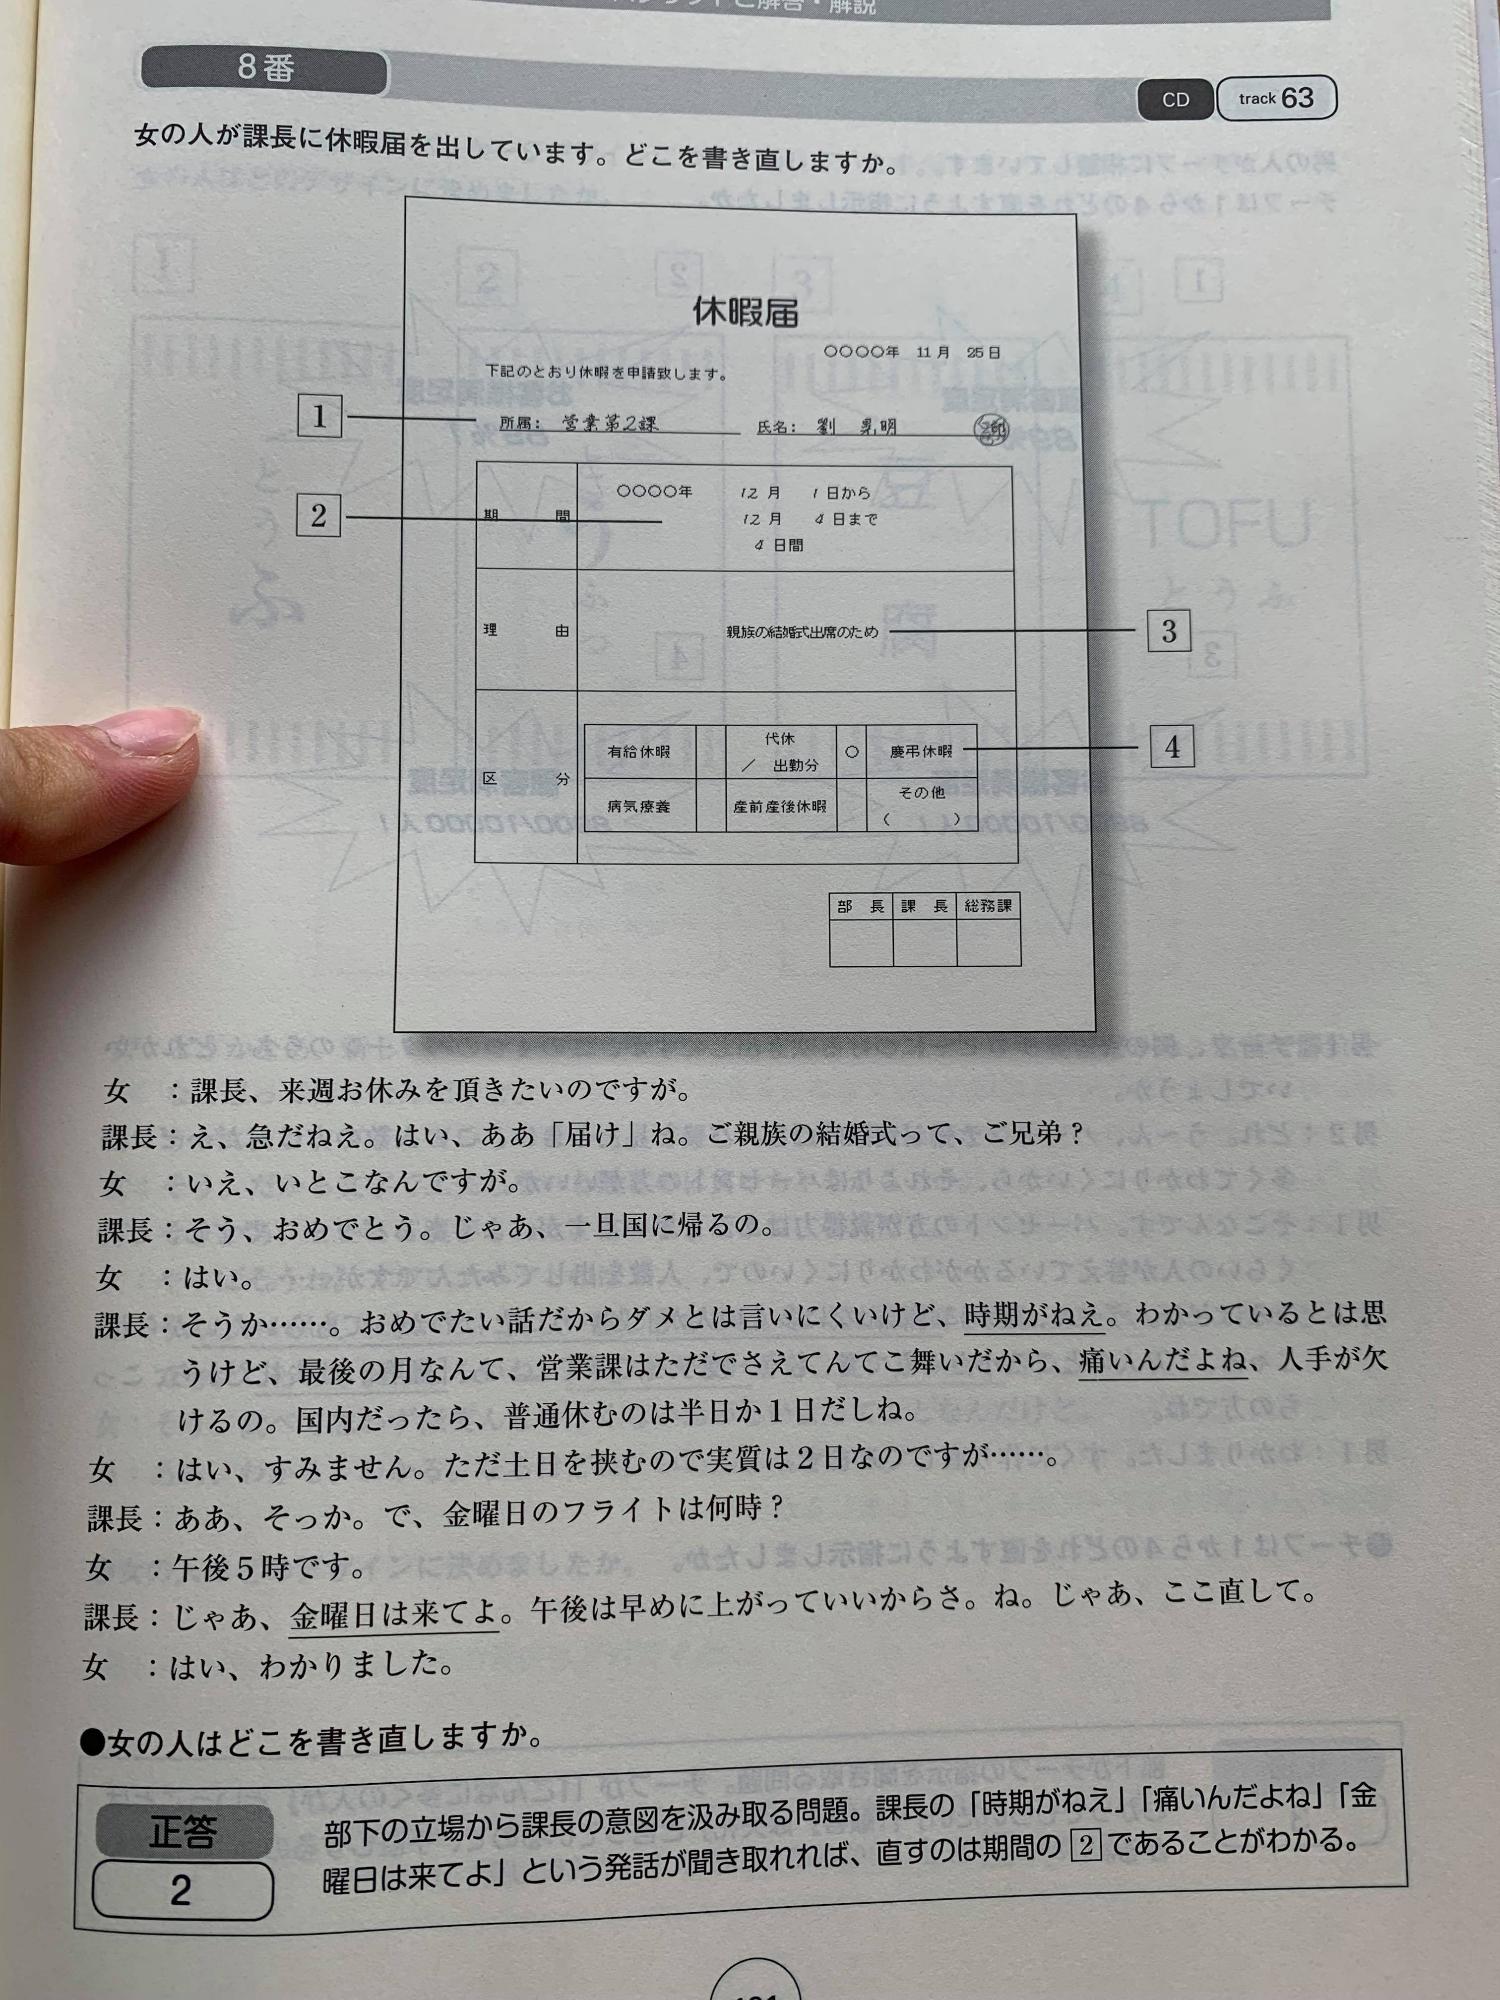 8番
CD track 63
女の人が課長に休暇届を出しています。どこを書き直しますか。
休暇届
〇〇〇〇年 11月 25日
下記のとおり休暇を申請致します。
1
所属: 営業第2課 氏名: 劉
2
期間
〇〇〇〇年 12月 1日から
12月 4日まで
4日間
理由
親族の結婚式出席のため
3
区分
有給休暇 代休／ 出勤分 〇 慶弔休暇
4
病気療養 産前産後休暇 その他( )
部長 課長 総務課
女 ：課長、来週お休みを頂きたいのですが。
課長：え、急だねえ。はい、ああ「届け」ね。ご親族の結婚式って、ご兄弟？
女 ：いえ、いとこなんですが。
課長：そう、おめでとう。じゃあ、一旦国に帰るの。
女 ：はい。
課長：そうか……。おめでたい話だからダメとは言いにくいけど、時期がねえ。わかっているとは思
うけど、最後の月なんて、営業課はただでさえてんてこ舞いだから、痛いんだよね、人手が欠
けるの。国内だったら、普通休むのは半日か1日だしね。
女 ：はい、すみません。ただ土日を挟むので実質は2日なのですが……。
課長：ああ、そっか。で、金曜日のフライトは何時？
女 ：午後5時です。
課長：じゃあ、金曜日は来てよ。午後は早めに上がっていいからさ。ね。じゃあ、ここ直して。
女 ：はい、わかりました。
●女の人はどこを書き直しますか。
正答
2
部下の立場から課長の意図を汲み取る問題。課長の「時期がねえ」「痛いんだよね」「金
曜日は来てよ」という発話が聞き取れれば、直すのは期間の2であることがわかる。